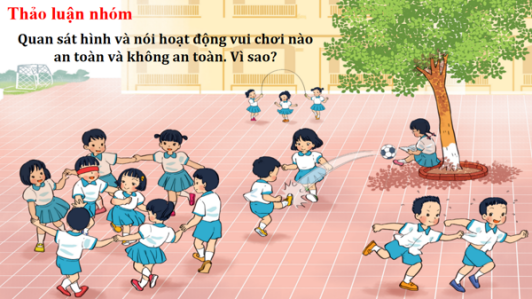 Thảo luận nhóm
Quan sát hình và nói hoạt động vui chơi nào
an toàn và không an toàn. Vì sao?